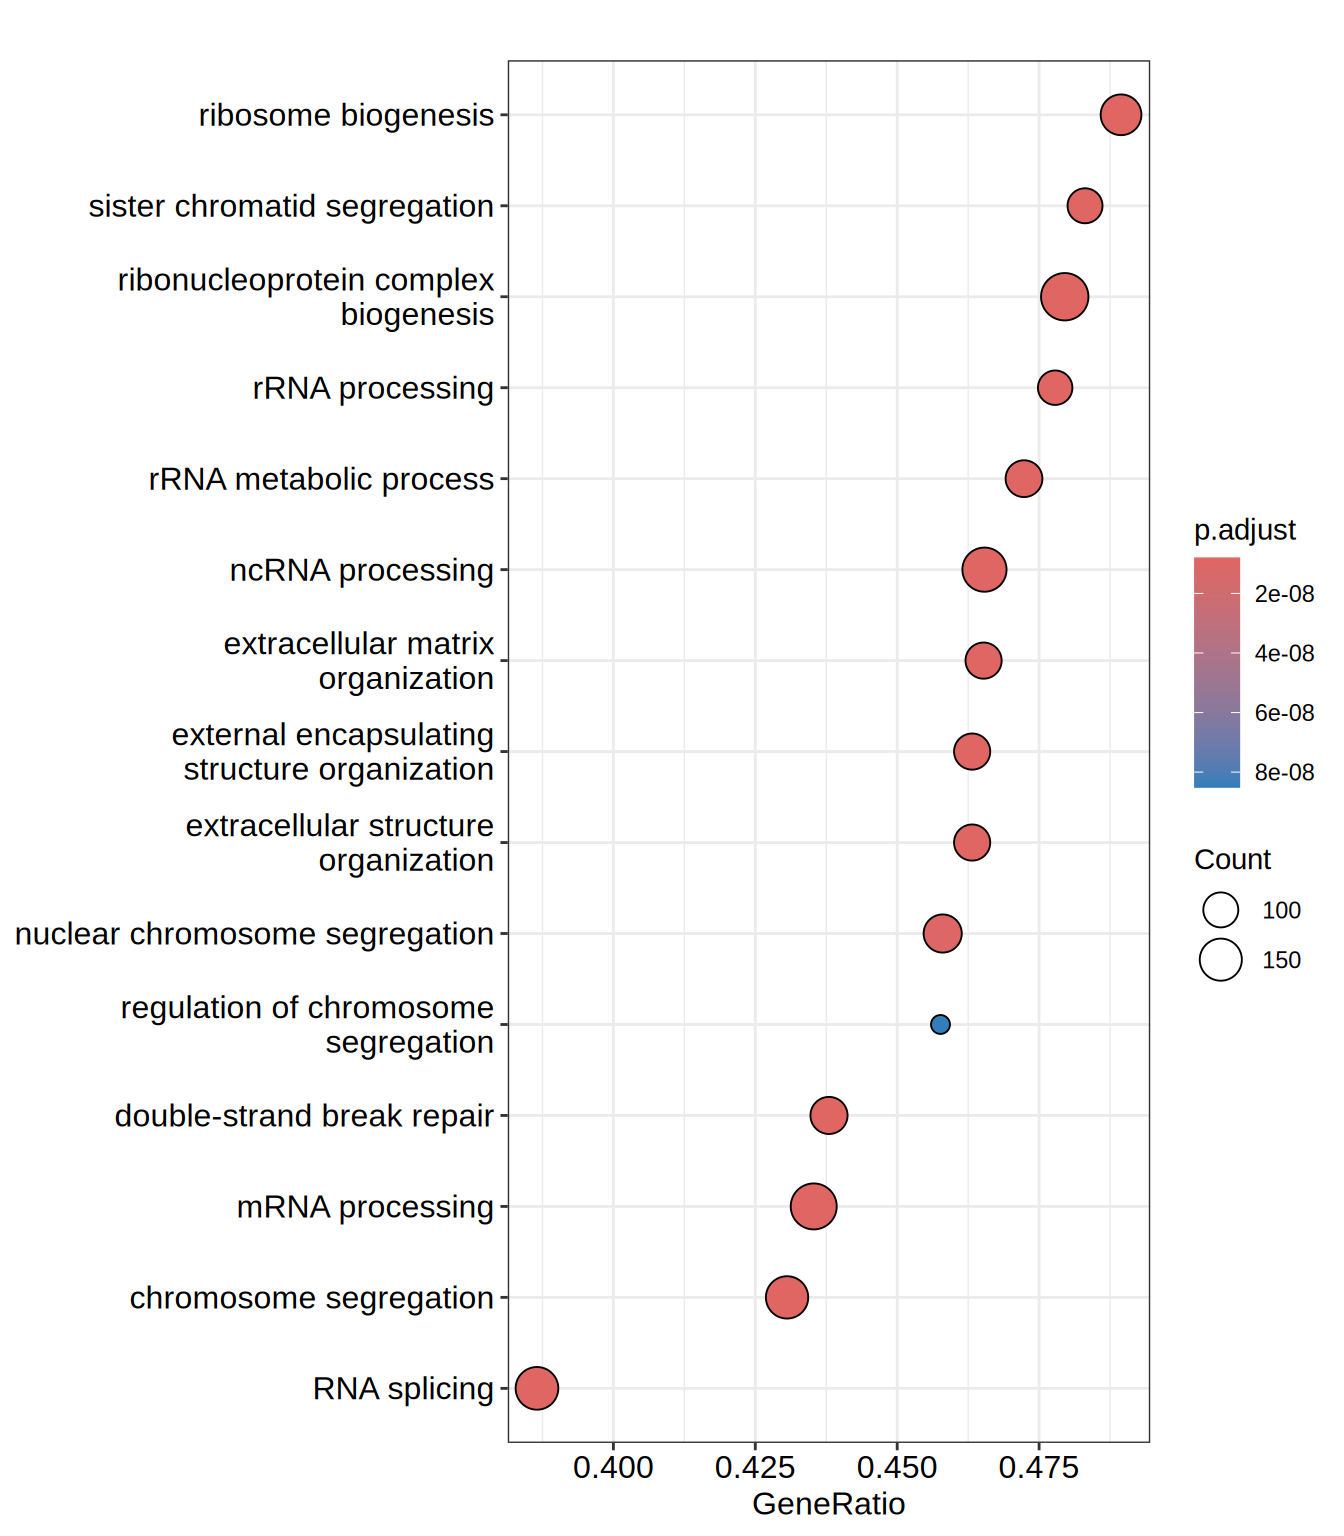 ribosome biogenesis
sister chromatid segregation
ribonucleoprotein complex
biogenesis
rRNA processing
rRNA metabolic process
ncRNA processing
extracellular matrix
organization
external encapsulating
structure organization
extracellular structure
organization
nuclear chromosome segregation
regulation of chromosome
segregation
double-strand break repair
mRNA processing
chromosome segregation
RNA splicing
0.400 0.425 0.450 0.475
GeneRatio
p.adjust
2e-08
4e-08
6e-08
8e-08
Count
100
150